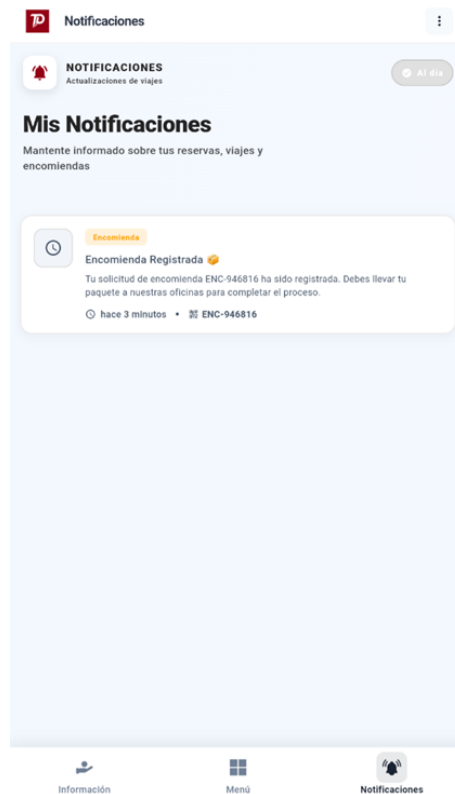 TP Notificaciones
NOTIFICACIONES
Actualizaciones de viajes
Al día
Mis Notificaciones
Mantente informado sobre tus reservas, viajes y
encomiendas
Encomienda
Encomienda Registrada 📦
Tu solicitud de encomienda ENC-946816 ha sido registrada. Debes llevar tu
paquete a nuestras oficinas para completar el proceso.
hace 3 minutos • ENC-946816
Información Menú Notificaciones